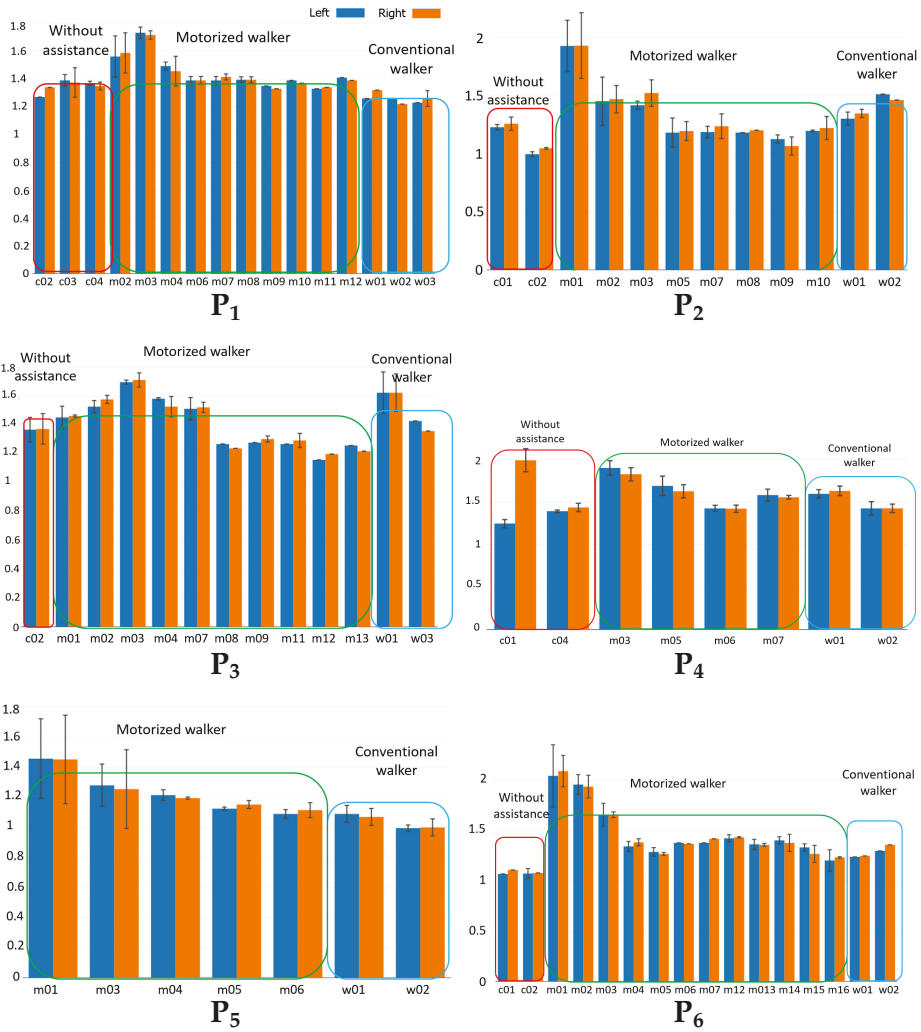 Left Right
1.8
1.6
1.4
1.2
1
0.8
0.6
0.4
0.2
0
Without
assistance
Motorized walker
Conventional
walker
c02 c03 c04 m02 m03 m04 m06 m07 m08 m09 m10 m11 m12 w01 w02 w03
P1
2
1.5
1
0.5
0
Without
assistance
Motorized walker
Conventional
walker
c01 c02 m01 m02 m03 m05 m07 m08 m09 m10 w01 w02
P2
1.8
1.6
1.4
1.2
1
0.8
0.6
0.4
0.2
0
Without
assistance
Motorized walker
Conventional
walker
c02 m01 m02 m03 m04 m07 m08 m09 m11 m12 m13 w01 w03
P3
2
1.5
1
0.5
0
Without
assistance
Motorized walker
Conventional
walker
c01 c04 m03 m05 m06 m07 w01 w02
P4
1.8
1.6
1.4
1.2
1
0.8
0.6
0.4
0.2
0
Motorized walker
Conventional
walker
m01 m03 m04 m05 m06 w01 w02
P5
2
1.5
1
0.5
0
Without
assistance
Motorized walker
Conventional
walker
c01 c02 m01 m02 m03 m04 m05 m06 m07 m12 m013 m14 m15 m16 w01 w02
P6